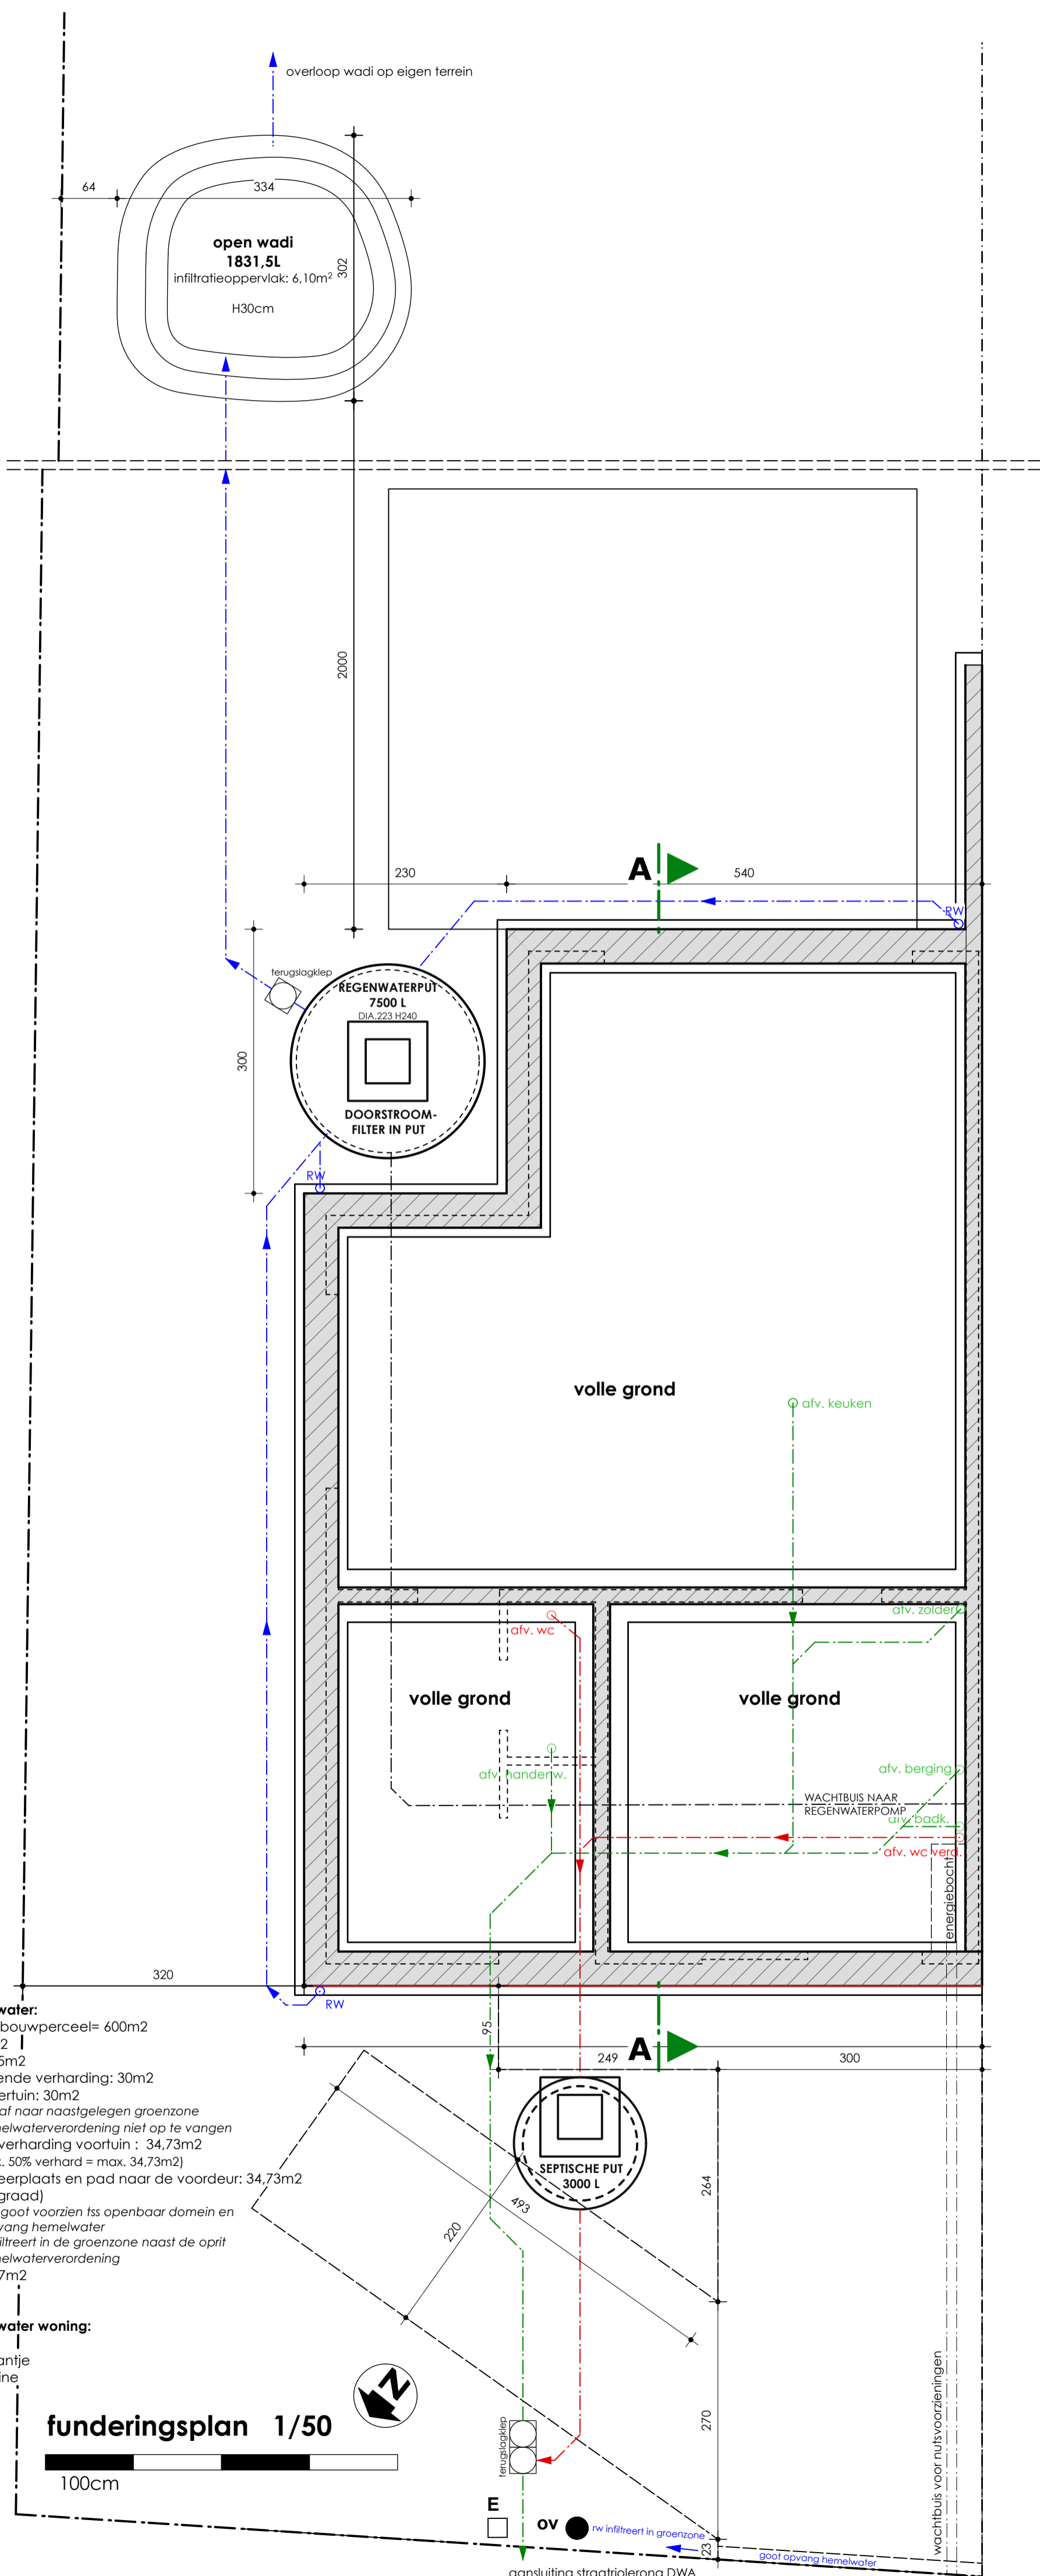 overloop wadi op eigen terrein
64
334
open wadi
1831,5L
infiltratieoppervlak: 6,10m²
302
H30cm
2000
230
A
540
RW
terugslagklep
REGENWATERPUT
7500 L
DIA.223 H240
300
DOORSTROOM-
FILTER IN PUT
RW
volle grond
afv. keuken
afv. zolder
afv. wc
volle grond
volle grond
afv. handenw.
afv. berging
WACHTBUIS NAAR
REGENWATERPOMP
afv. badk.
afv. wc verd.
energiebocht
320
RW
water:
bouwperceel= 600m2
2
5m2
ende verharding: 30m2
ertuin: 30m2
af naar naastgelegen groenzone
nelwaterverordening niet op te vangen
verharding voortuin : 34,73m2
k. 50% verhard = max. 34,73m2)
eerplaats en pad naar de voordeur: 34,73m2
graad)
goot voorzien tss openbaar domein en
vang hemelwater
iltreert in de groenzone naast de oprit
nelwaterverordening
7m2
water woning:
antje
ine
95
249
A
300
SEPTISCHE PUT
3000 L
264
493
220
270
N
funderingsplan 1/50
100cm
terugslagklep
wachtbuis voor nutsvoorzieningen
E
OV
rw infiltreert in groenzone
23
goot opvang hemelwater
aansluiting straatriolerong DWA